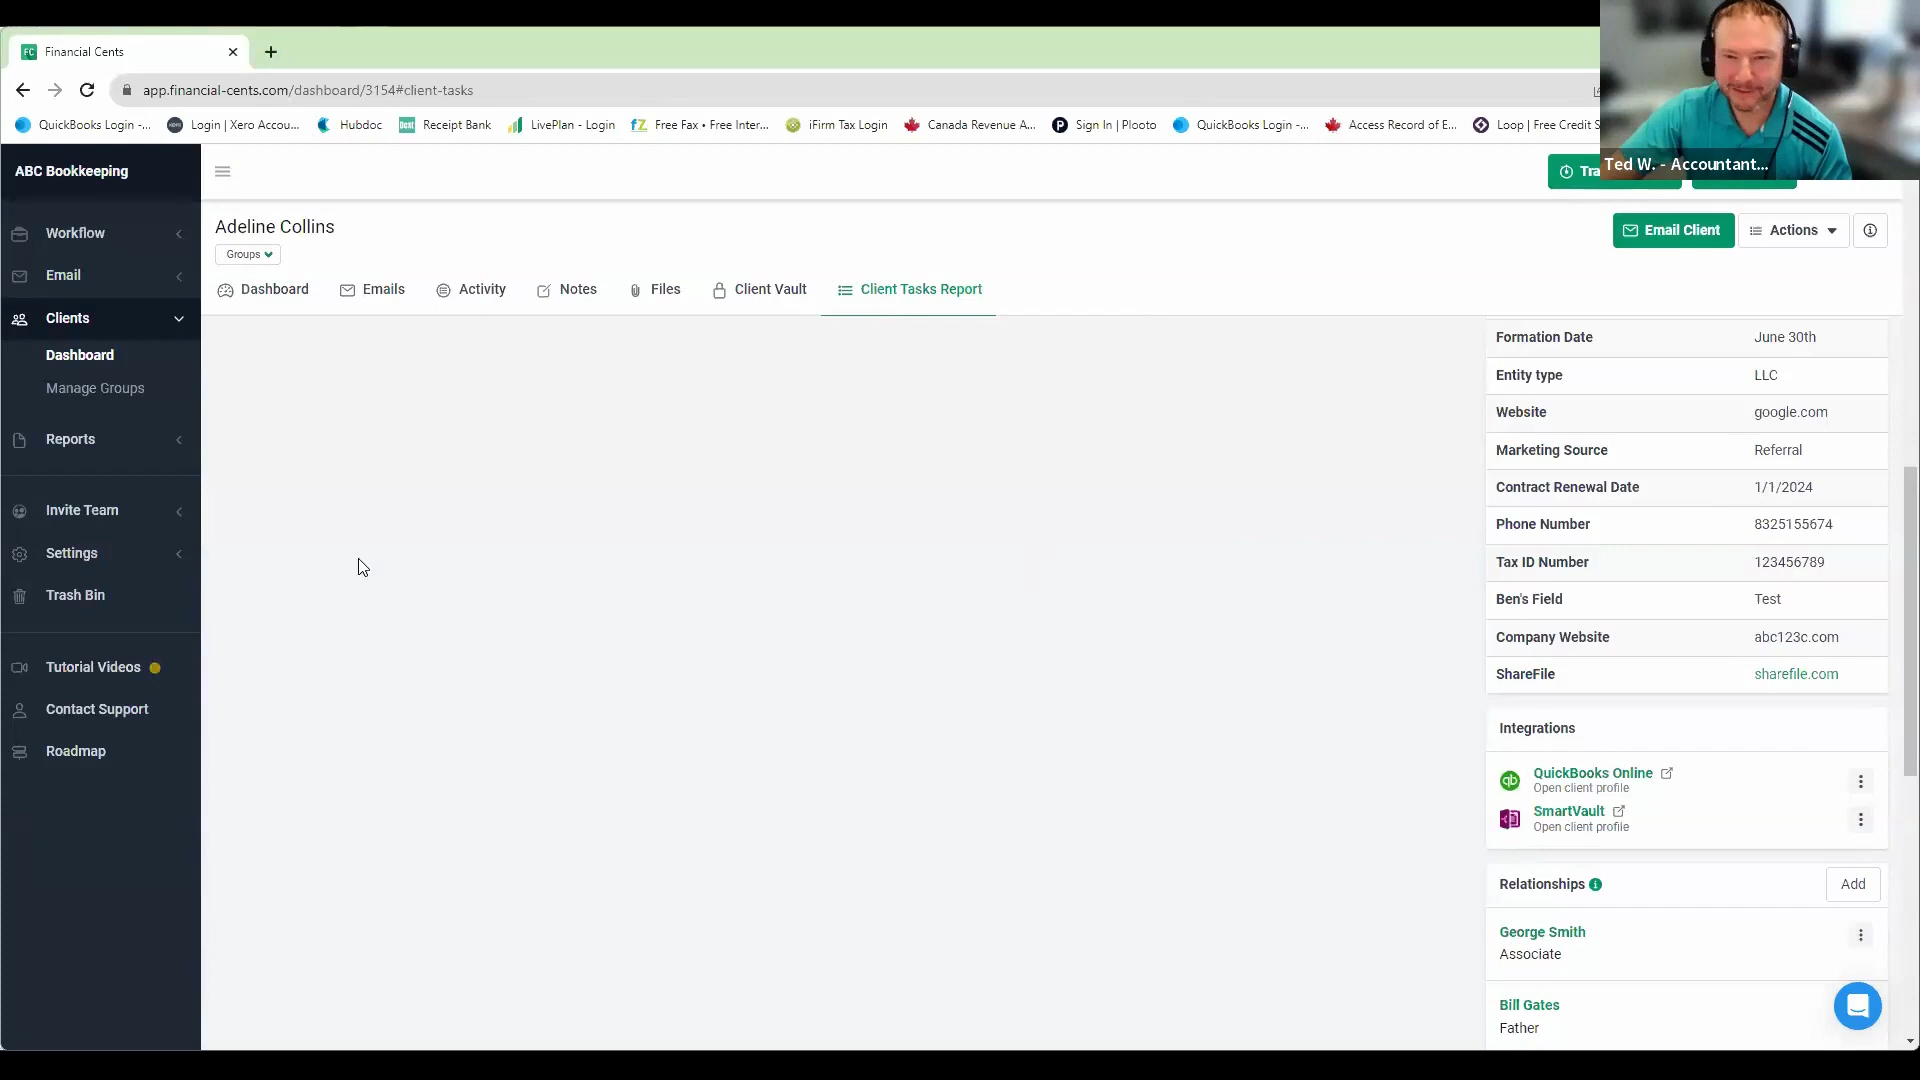 Financial Cents
app.financial-cents.com/dashboard/3154#client-tasks
QuickBooks Login -...
Login | Xero Accou...
Hubdoc
Receipt Bank
LivePlan - Login
Free Fax • Free Inter...
iFirm Tax Login
Canada Revenue A...
Sign In | Plooto
QuickBooks Login -...
Access Record of E...
Loop | Free Credit S
Ted W. - Accountant...
ABC Bookkeeping
Tra
Adeline Collins
Groups
Email Client
Actions
Dashboard
Emails
Activity
Notes
Files
Client Vault
Client Tasks Report
Workflow
Email
Clients
Dashboard
Manage Groups
Reports
Invite Team
Settings
Trash Bin
Tutorial Videos
Contact Support
Roadmap
Formation Date June 30th
Entity type LLC
Website google.com
Marketing Source Referral
Contract Renewal Date 1/1/2024
Phone Number 8325155674
Tax ID Number 123456789
Ben's Field Test
Company Website abc123c.com
ShareFile sharefile.com
Integrations
qb
QuickBooks Online
Open client profile
SmartVault
Open client profile
Relationships
Add
George Smith
Associate
Bill Gates
Father